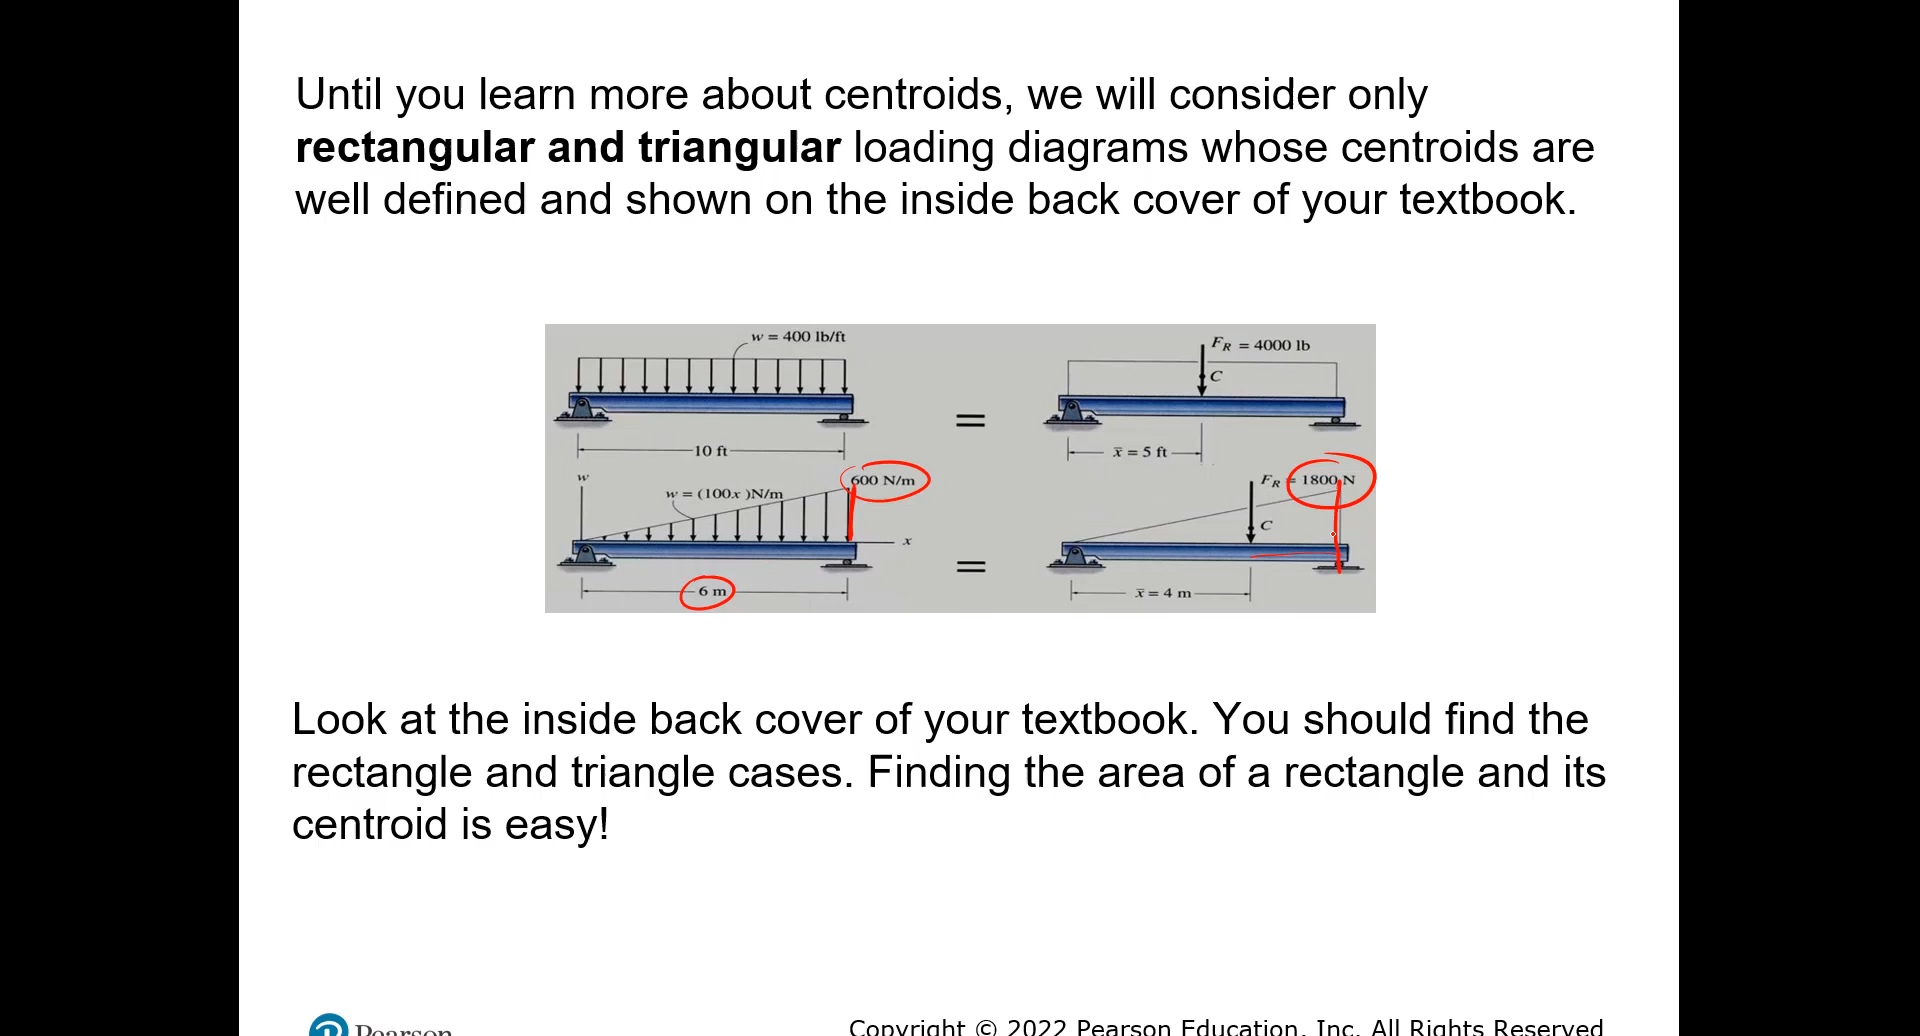 Until you learn more about centroids, we will consider only
rectangular and triangular loading diagrams whose centroids are
well defined and shown on the inside back cover of your textbook.
w = 400 lb/ft
F_R = 4000 lb
C
=
10 ft
x̄ = 5 ft
w
w = (100x )N/m
600 N/m
F_R = 1800 N
C
x
=
6 m
x̄ = 4 m
Look at the inside back cover of your textbook. You should find the
rectangle and triangle cases. Finding the area of a rectangle and its
centroid is easy!
Pearson
Copyright © 2022 Pearson Education, Inc. All Rights Reserved